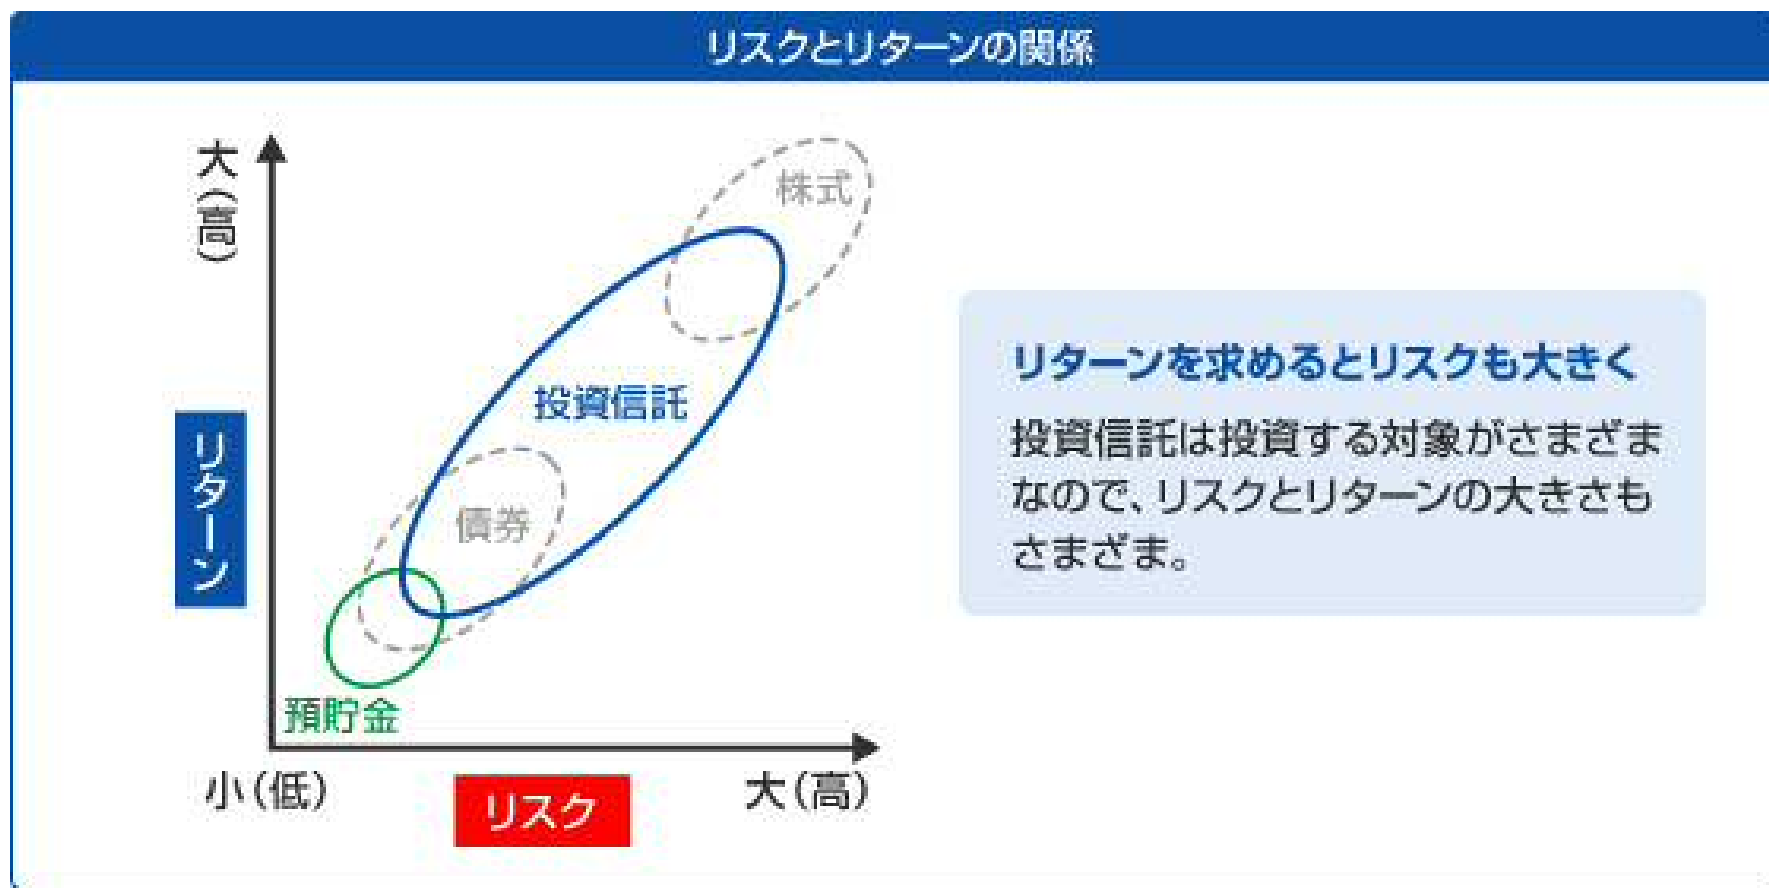 リスクとリターンの関係
大(高)
株式
投資信託
債券
リターン
預貯金
小(低)
リスク
大(高)
リターンを求めるとリスクも大きく
投資信託は投資する対象がさまざま
なので、リスクとリターンの大きさも
さまざま。